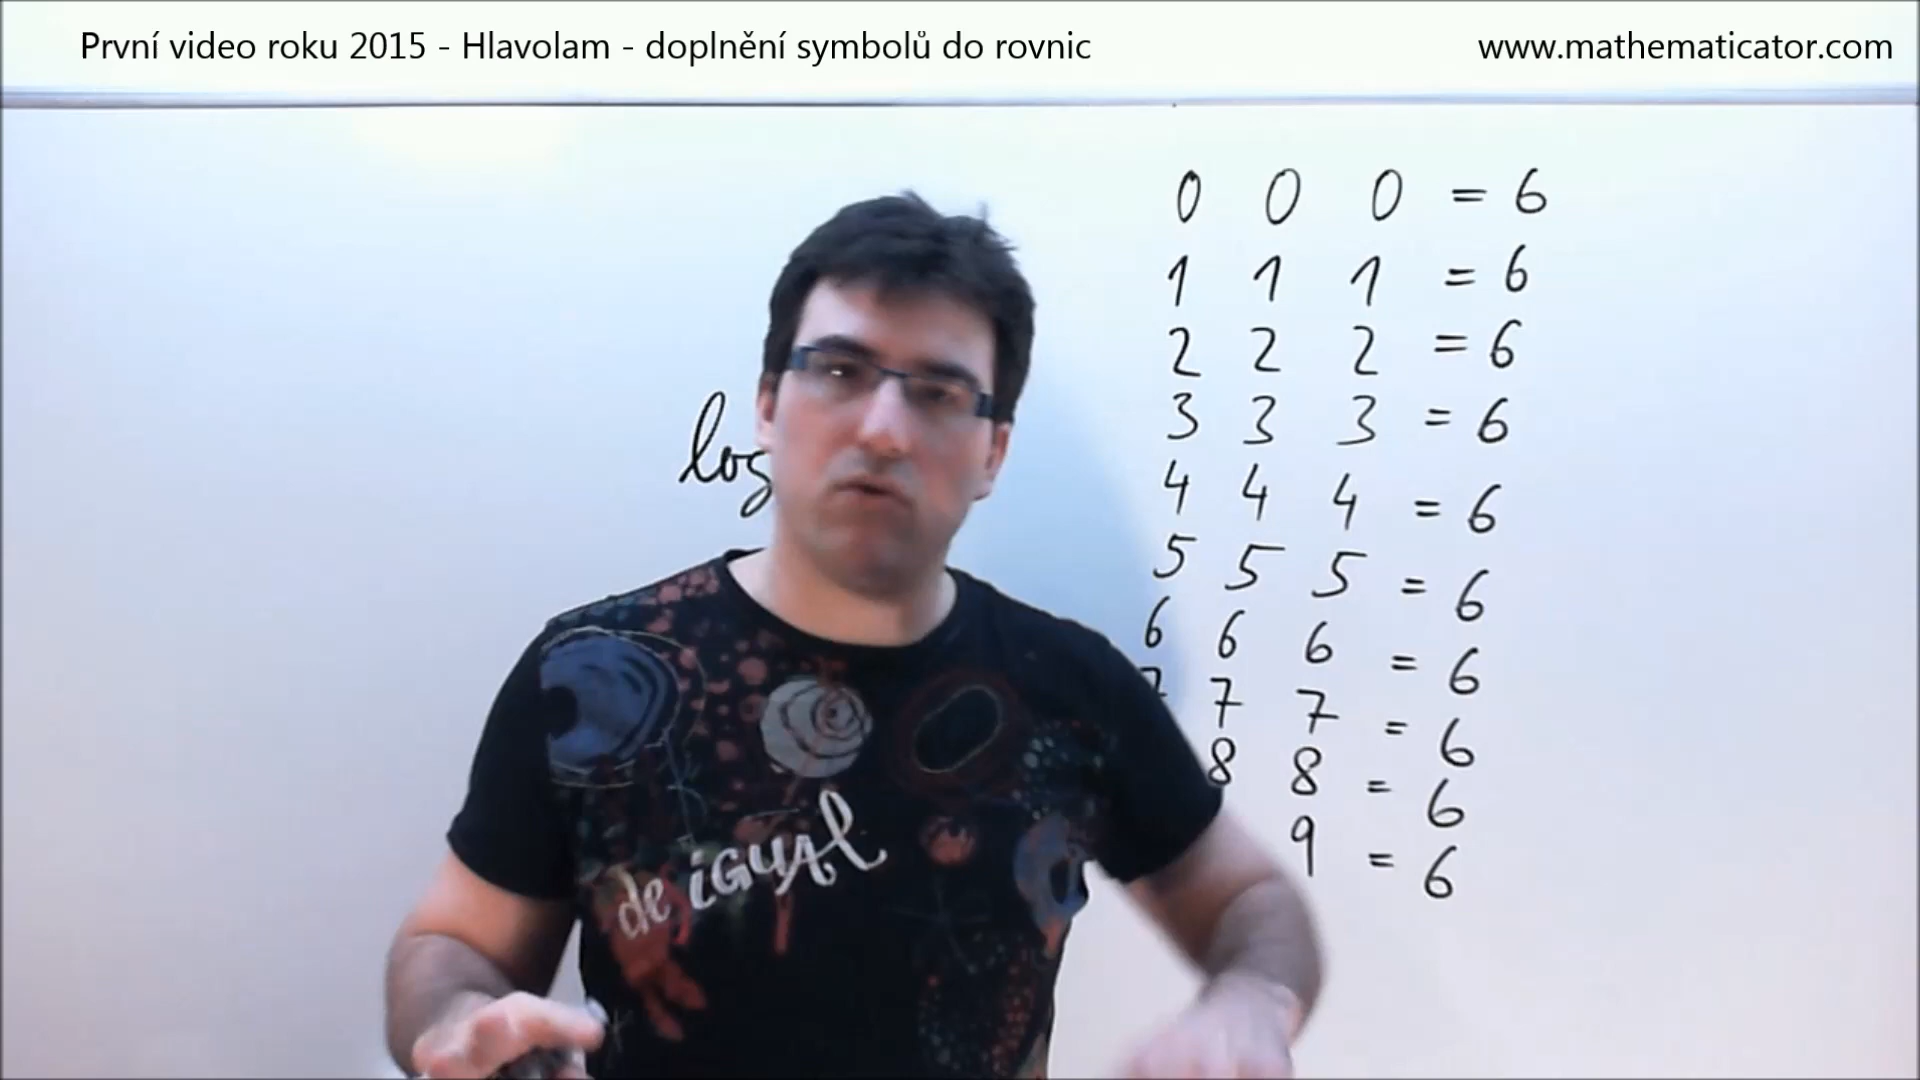 První video roku 2015 - Hlavolam - doplnění symbolů do rovnic
www.mathematicator.com
0 0 0 = 6
1 1 1 = 6
2 2 2 = 6
3 3 3 = 6
log
4 4 4 = 6
5 5 5 = 6
6 6 6 = 6
7 7 7 = 6
8 8 = 6
9 = 6
de iGUAL